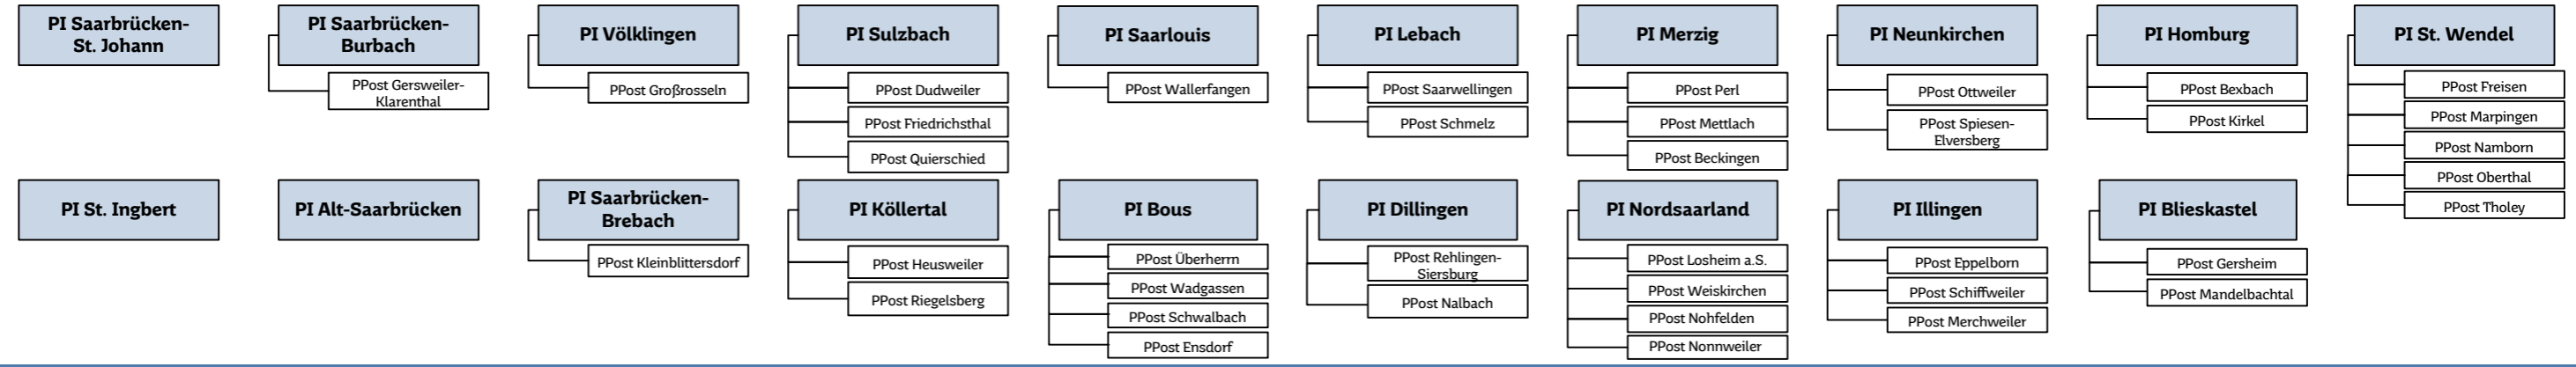 PI Saarbrücken-
St. Johann
PI Saarbrücken-
Burbach
PPost Gersweiler-
Klarenthal
PI Völklingen
PPost Großrosseln
PI Sulzbach
PPost Dudweiler
PPost Friedrichsthal
PPost Quierschied
PI Saarlouis
PPost Wallerfangen
PI Lebach
PPost Saarwellingen
PPost Schmelz
PI Merzig
PPost Perl
PPost Mettlach
PPost Beckingen
PI Neunkirchen
PPost Ottweiler
PPost Spiesen-
Elversberg
PI Homburg
PPost Bexbach
PPost Kirkel
PI St. Wendel
PPost Freisen
PPost Marpingen
PPost Namborn
PPost Oberthal
PPost Tholey
PI St. Ingbert
PI Alt-Saarbrücken
PI Saarbrücken-
Brebach
PPost Kleinblittersdorf
PI Köllertal
PPost Heusweiler
PPost Riegelsberg
PI Bous
PPost Überherrn
PPost Wadgassen
PPost Schwalbach
PPost Ensdorf
PI Dillingen
PPost Rehlingen-
Siersburg
PPost Nalbach
PI Nordsaarland
PPost Losheim a.S.
PPost Weiskirchen
PPost Nohfelden
PPost Nonnweiler
PI Illingen
PPost Eppelborn
PPost Schiffweiler
PPost Merchweiler
PI Blieskastel
PPost Gersheim
PPost Mandelbachtal